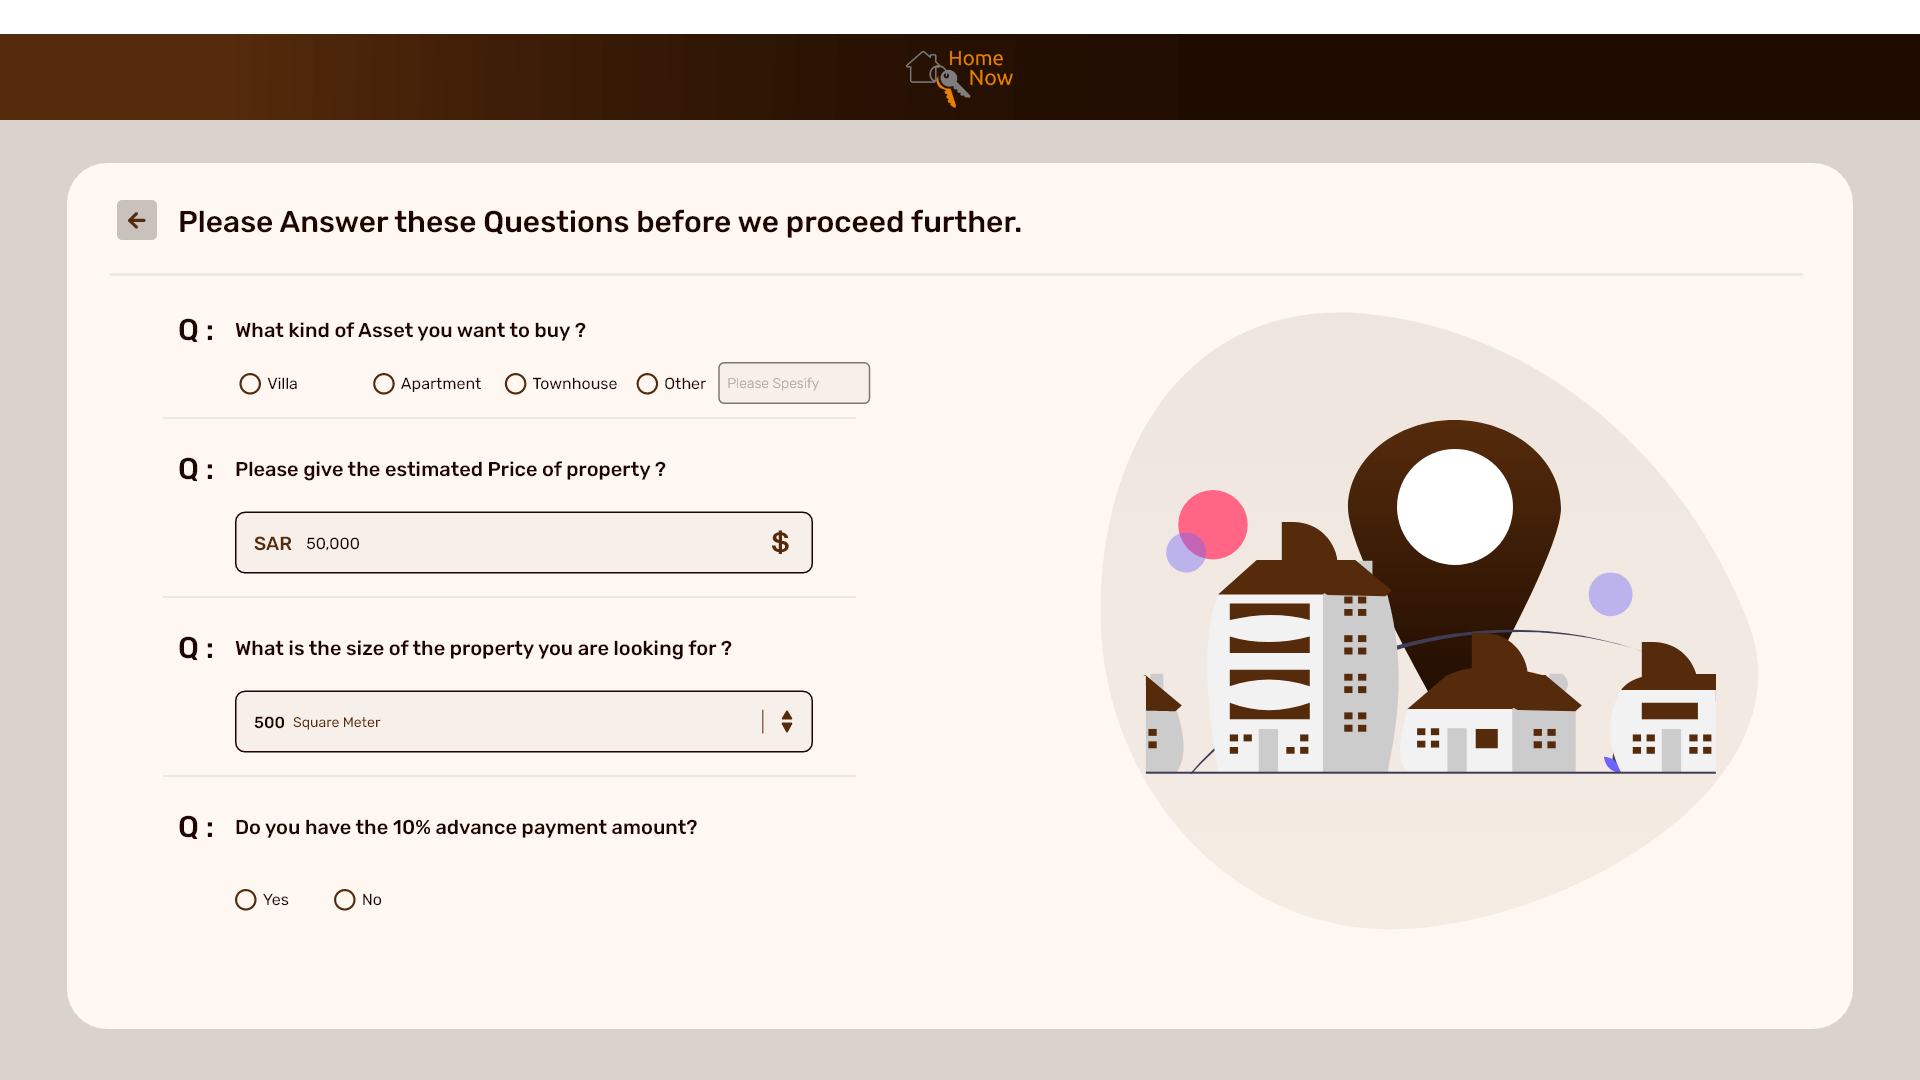 Home
Now
Please Answer these Questions before we proceed further.
Q : What kind of Asset you want to buy ?
Villa Apartment Townhouse Other Please Spesify
Q : Please give the estimated Price of property ?
SAR 50,000 $
Q : What is the size of the property you are looking for ?
500 Square Meter
Q : Do you have the 10% advance payment amount?
Yes No